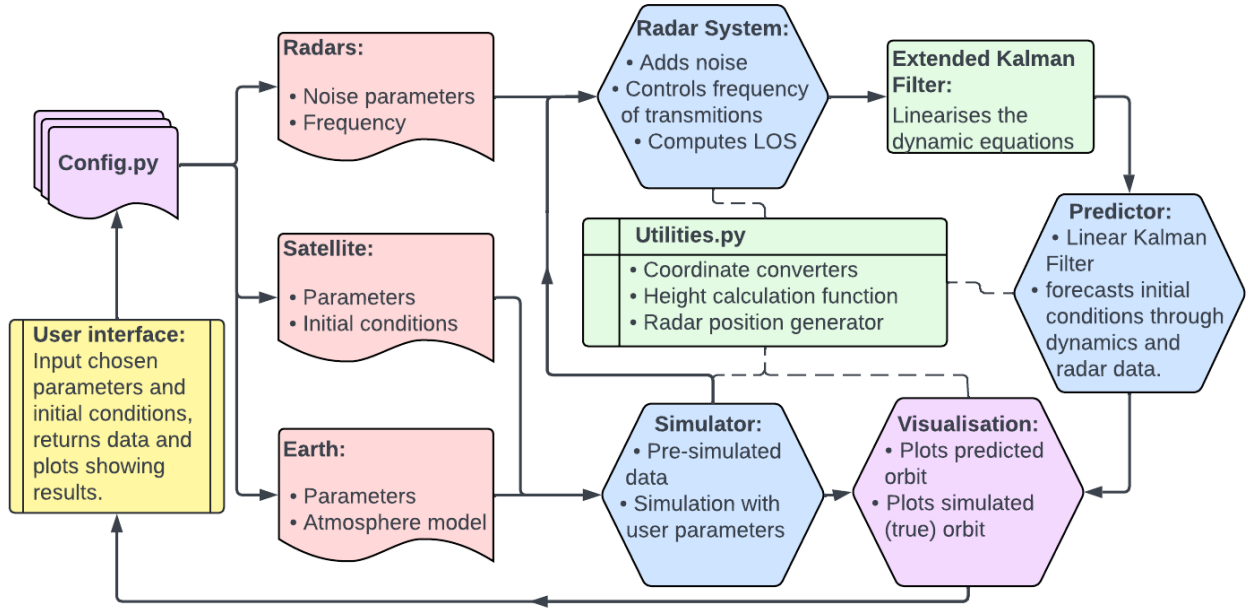 Config.py
User interface:
Input chosen
parameters and
initial conditions,
returns data and
plots showing
results.
Radars:
• Noise parameters
• Frequency
Satellite:
• Parameters
• Initial conditions
Earth:
• Parameters
• Atmosphere model
Radar System:
• Adds noise
• Controls frequency
of transmitions
• Computes LOS
Extended Kalman
Filter:
Linearises the
dynamic equations
Utilities.py
• Coordinate converters
• Height calculation function
• Radar position generator
Predictor:
• Linear Kalman
Filter
• forecasts initial
conditions through
dynamics and
radar data.
Simulator:
• Pre-simulated
data
• Simulation with
user parameters
Visualisation:
• Plots predicted
orbit
• Plots simulated
(true) orbit